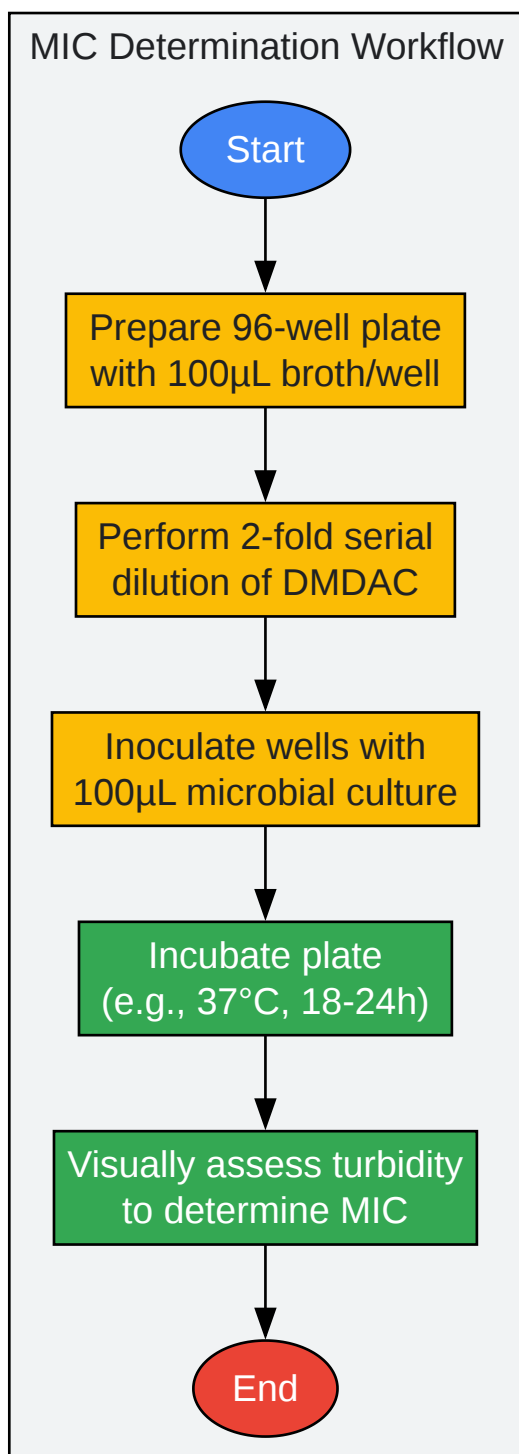 MIC Determination Workflow
Start
Prepare 96-well plate
with 100µL broth/well
Perform 2-fold serial
dilution of DMDAC
Inoculate wells with
100µL microbial culture
Incubate plate
(e.g., 37°C, 18-24h)
Visually assess turbidity
to determine MIC
End